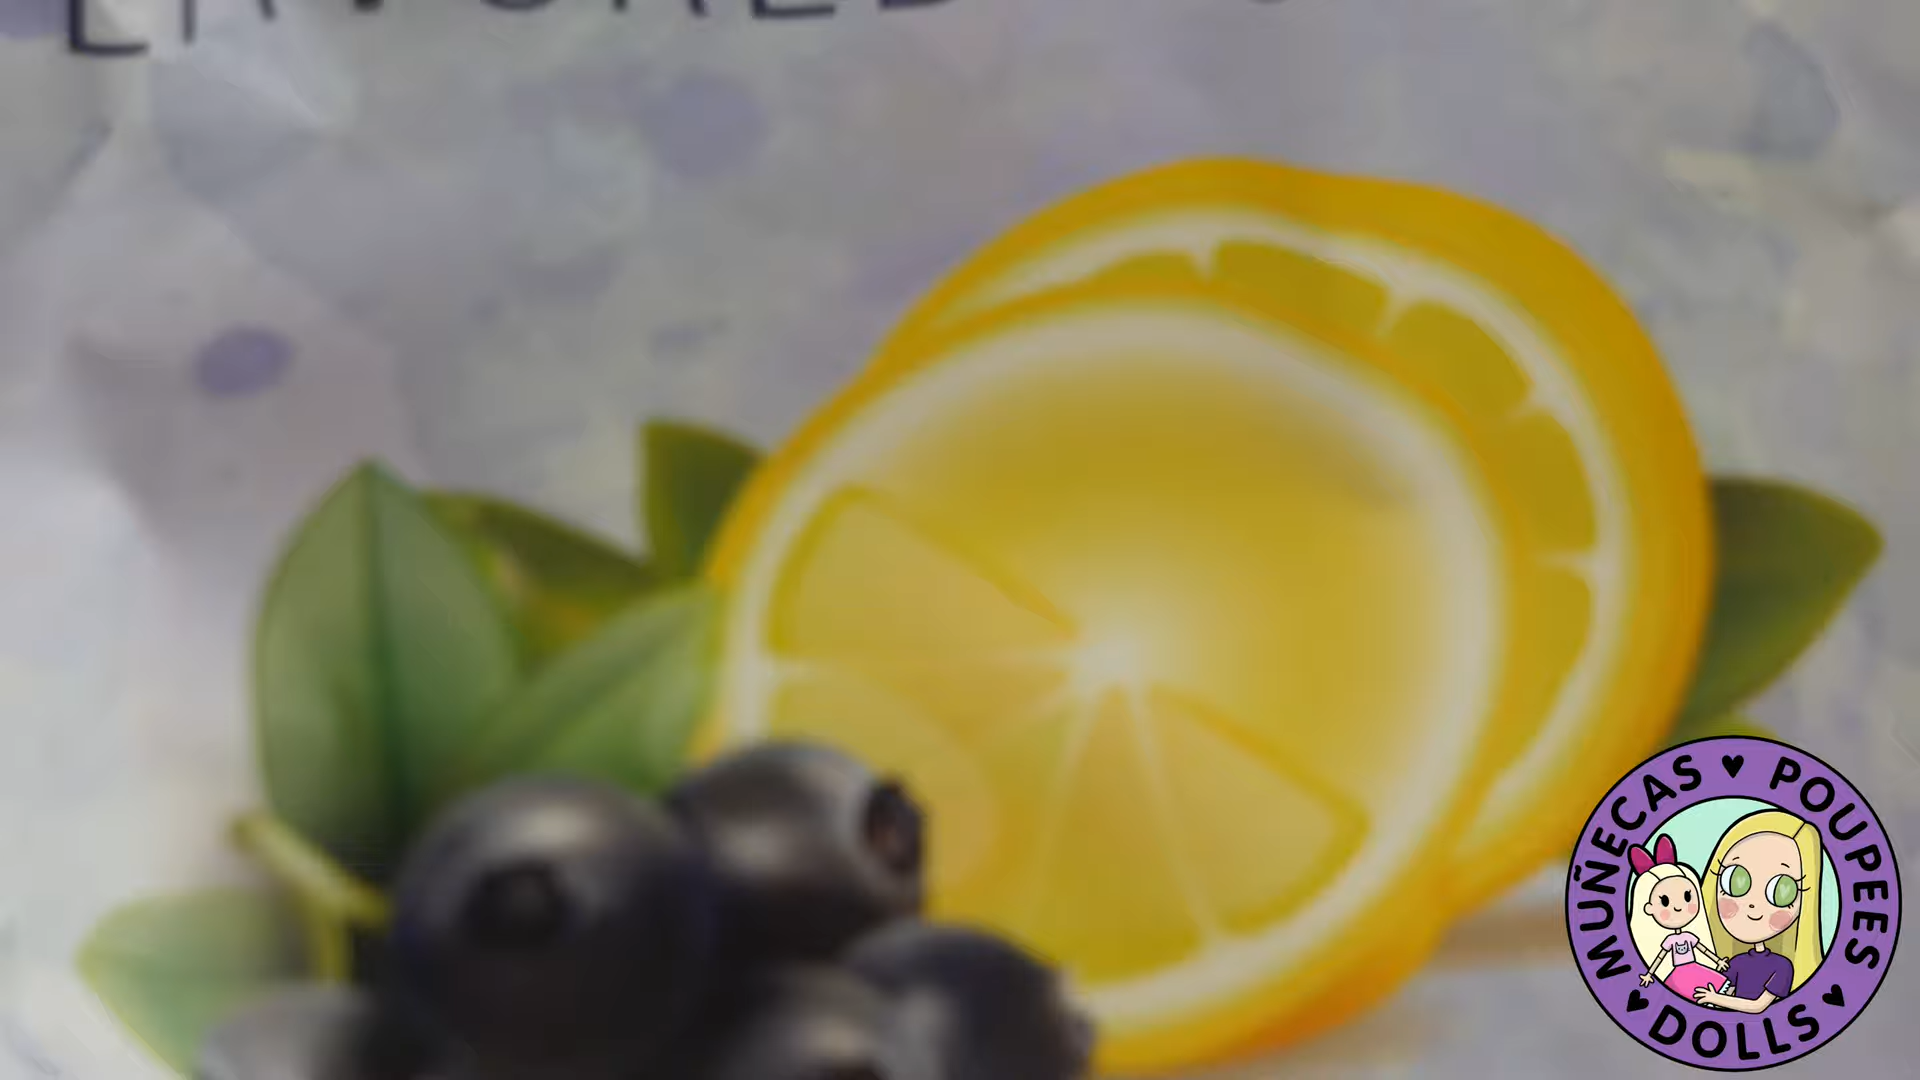 MUÑECAS ♥ POUPEES ♥ DOLLS ♥